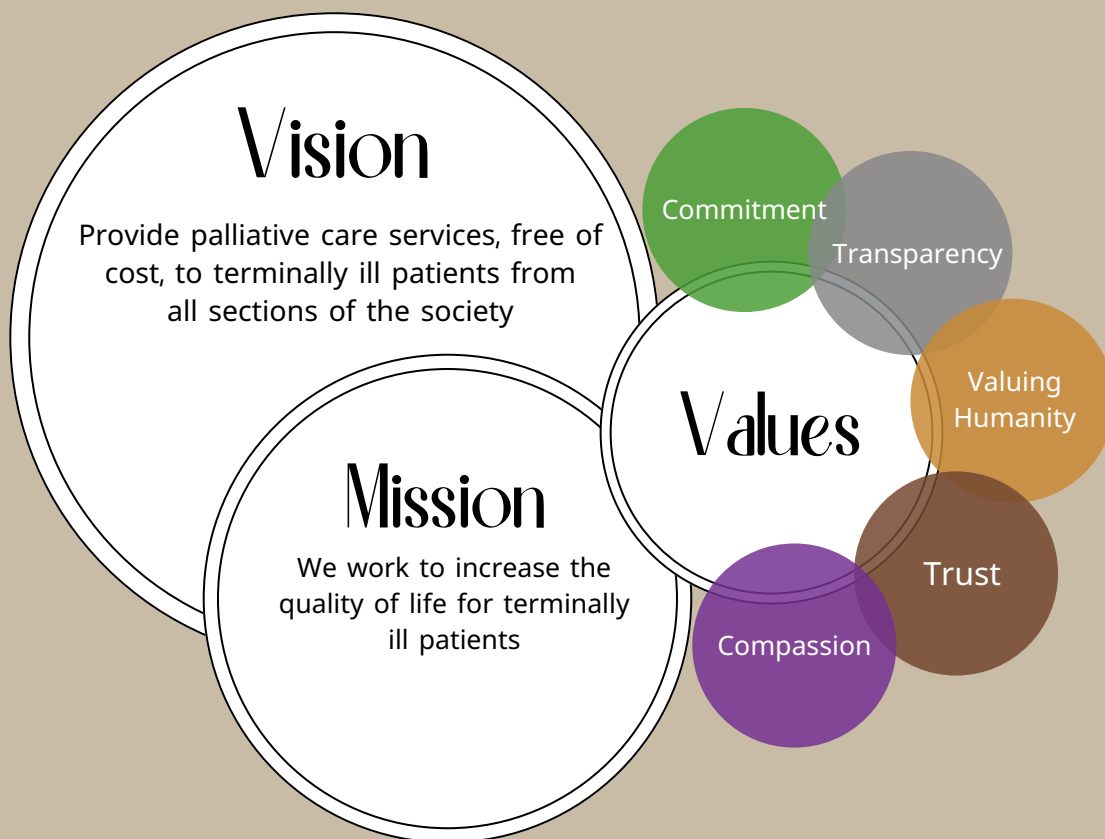 Vision
Provide palliative care services, free of
cost, to terminally ill patients from
all sections of the society
Mission
We work to increase the
quality of life for terminally
ill patients
Values
Commitment
Transparency
Valuing
Humanity
Trust
Compassion